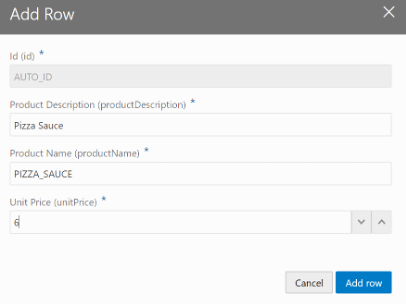 Add Row
Id (id) *
AUTO_ID
Product Description (productDescription) *
Pizza Sauce
Product Name (productName) *
PIZZA_SAUCE
Unit Price (unitPrice) *
6
Cancel Add row